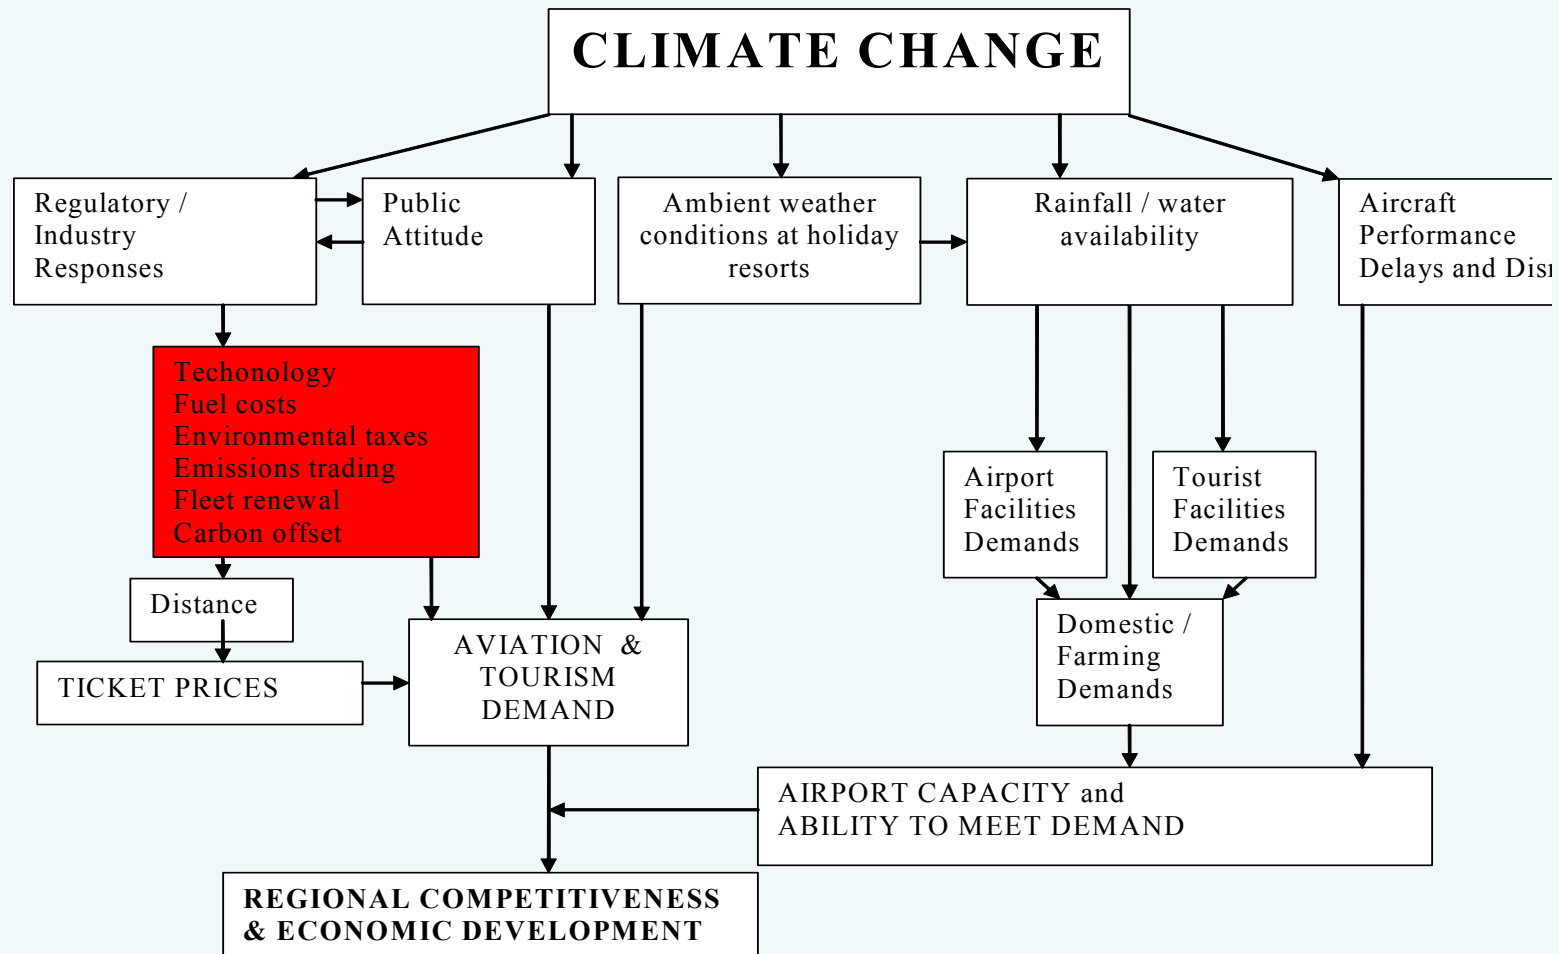 CLIMATE CHANGE
Regulatory /
Industry
Responses
Public
Attitude
Ambient weather
conditions at holiday
resorts
Rainfall / water
availability
Aircraft
Performance
Delays and
Techonology
Fuel costs
Environmental taxes
Emissions trading
Fleet renewal
Carbon offset
Airport
Facilities
Demands
Tourist
Facilities
Demands
Distance
Domestic /
Farming
Demands
AVIATION &
TOURISM
DEMAND
TICKET PRICES
AIRPORT CAPACITY and
ABILITY TO MEET DEMAND
REGIONAL COMPETITIVENESS
& ECONOMIC DEVELOPMENT